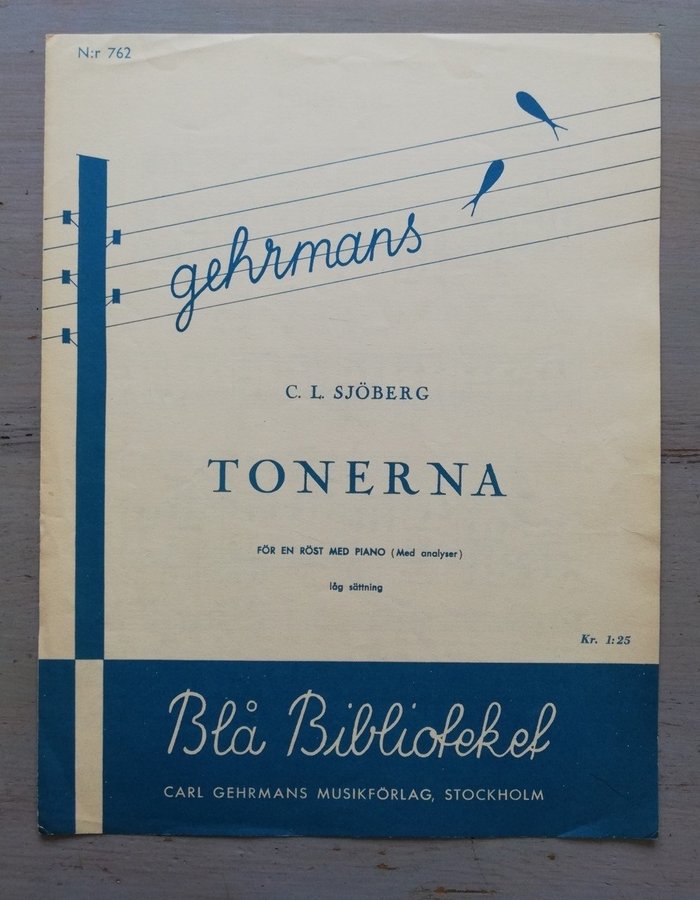 N:r 762
gehrmans
C. L. SJÖBERG
TONERNA
FÖR EN RÖST MED PIANO (Med analyser)
låg sättning
Kr. 1:25
Blå Biblioteket
CARL GEHRMANS MUSIKFÖRLAG, STOCKHOLM